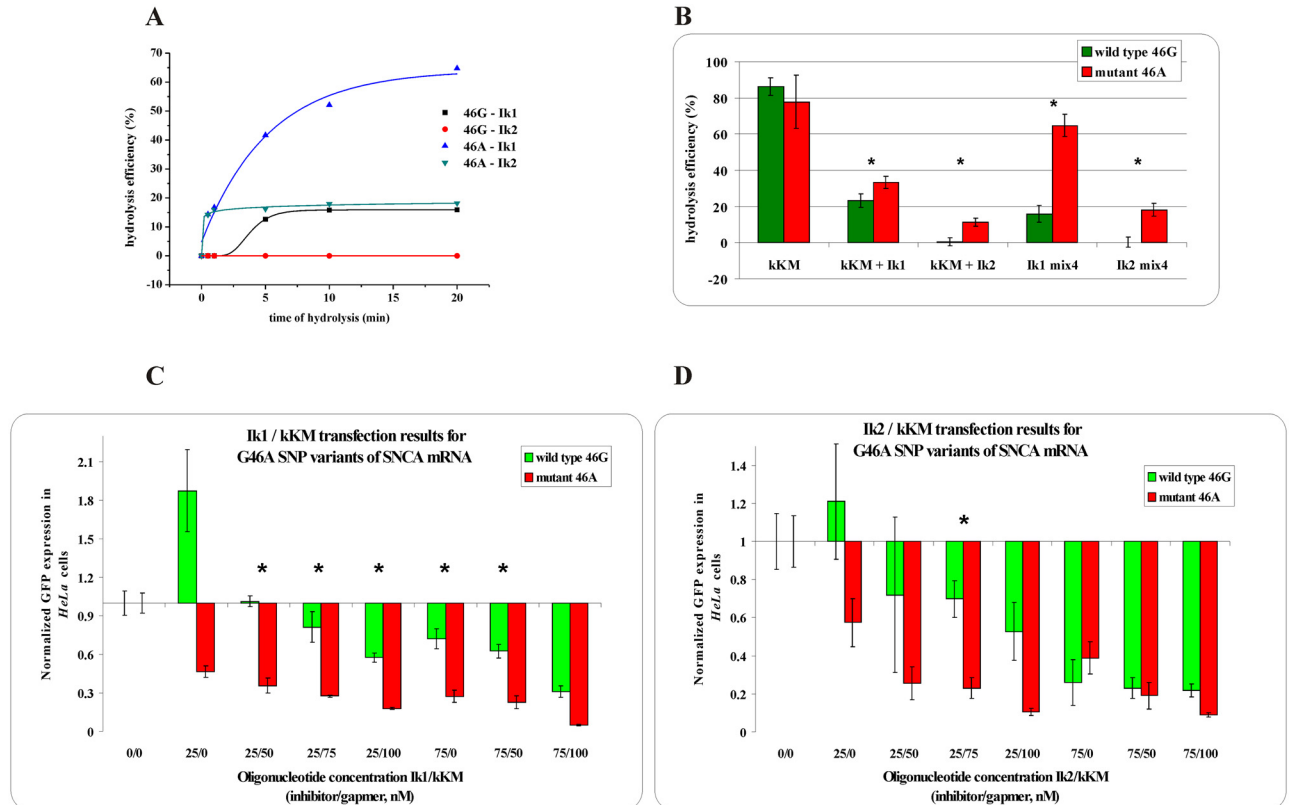 A
70
60
50
40
30
20
10
0
-10
hydrolysis efficiency (%)
0
5
10
15
20
time of hydrolysis (min)
46G - Ik1
46G - Ik2
46A - Ik1
46A - Ik2
B
wild type 46G
mutant 46A
100
80
60
40
20
0
-20
hydrolysis efficiency (%)
*
*
*
*
kKM
kKM + Ik1
kKM + Ik2
Ik1 mix4
Ik2 mix4
C
Ik1 / kKM transfection results for
G46A SNP variants of SNCA mRNA
wild type 46G
mutant 46A
2.1
1.8
1.5
1.2
0.9
0.6
0.3
0
Normalized GFP expression in
HeLa cells
*
*
*
*
*
0/0
25/0
25/50
25/75
25/100
75/0
75/50
75/100
Oligonucleotide concentration Ik1/kKM
(inhibitor/gapmer, nM)
D
Ik2 / kKM transfection results for
G46A SNP variants of SNCA mRNA
wild type 46G
mutant 46A
1.4
1.2
1
0.8
0.6
0.4
0.2
0
Normalized GFP expression in
HeLa cells
*
0/0
25/0
25/50
25/75
25/100
75/0
75/50
75/100
Oligonucleotide concentration Ik2/kKM
(inhibitor/gapmer, nM)